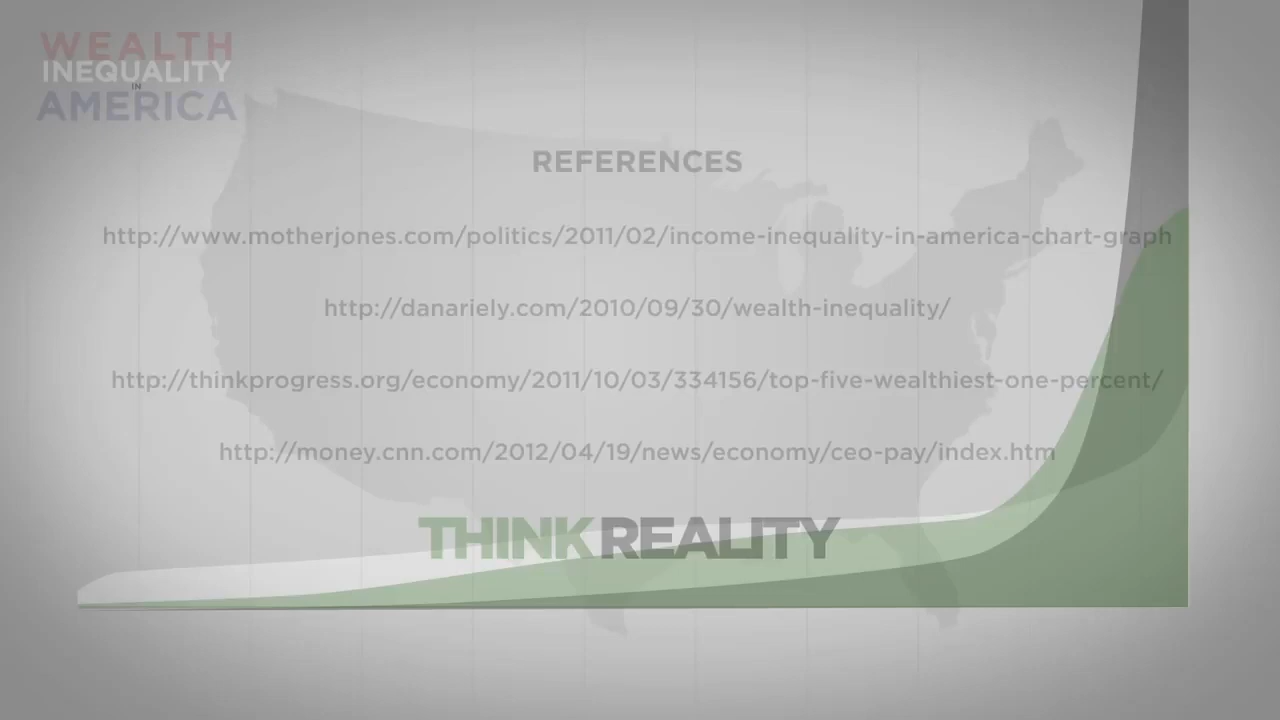 WEALTH
INEQUALITY
IN
AMERICA
REFERENCES
http://www.motherjones.com/politics/2011/02/income-inequality-in-america-chart-graph
http://danariely.com/2010/09/30/wealth-inequality/
http://thinkprogress.org/economy/2011/10/03/334156/top-five-wealthiest-one-percent/
http://money.cnn.com/2012/04/19/news/economy/ceo-pay/index.htm
THINKREALITY